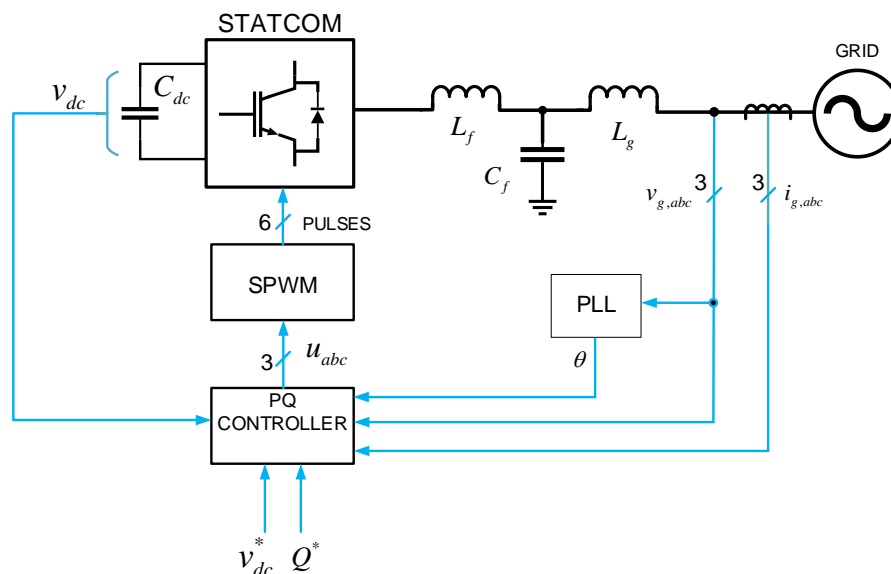 STATCOM
GRID
v_dc
C_dc
L_f
L_g
C_f
3
3
v_g,abc
i_g,abc
6 PULSES
SPWM
PLL
3
u_abc
θ
PQ
CONTROLLER
v_dc^*
Q^*